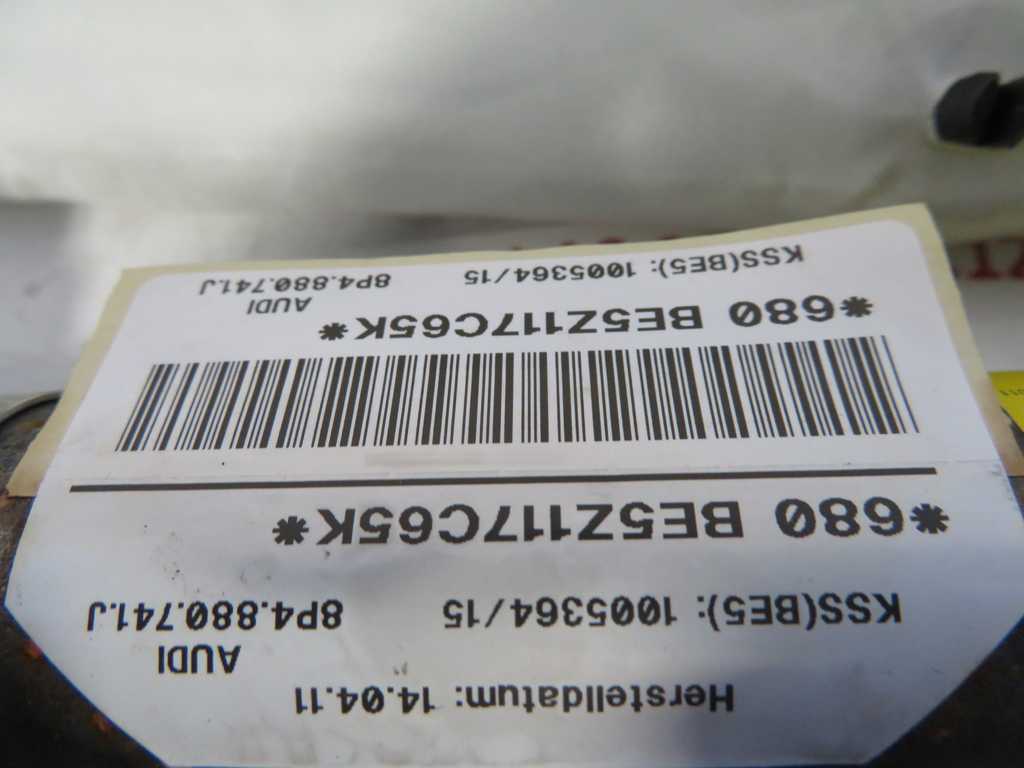 Herstelldatum: 14.04.11
AUDI
KSS(BE5): 1005364/15 8P4.880.741.J
*680 BE5Z117C65K*
*680 BE5Z117C65K*
AUDI
KSS(BE5): 1005364/15 8P4.880.741.J